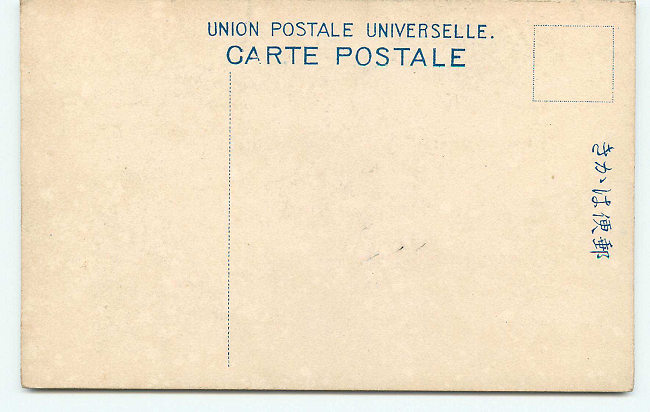 UNION POSTALE UNIVERSELLE.
CARTE POSTALE
きかは便郵